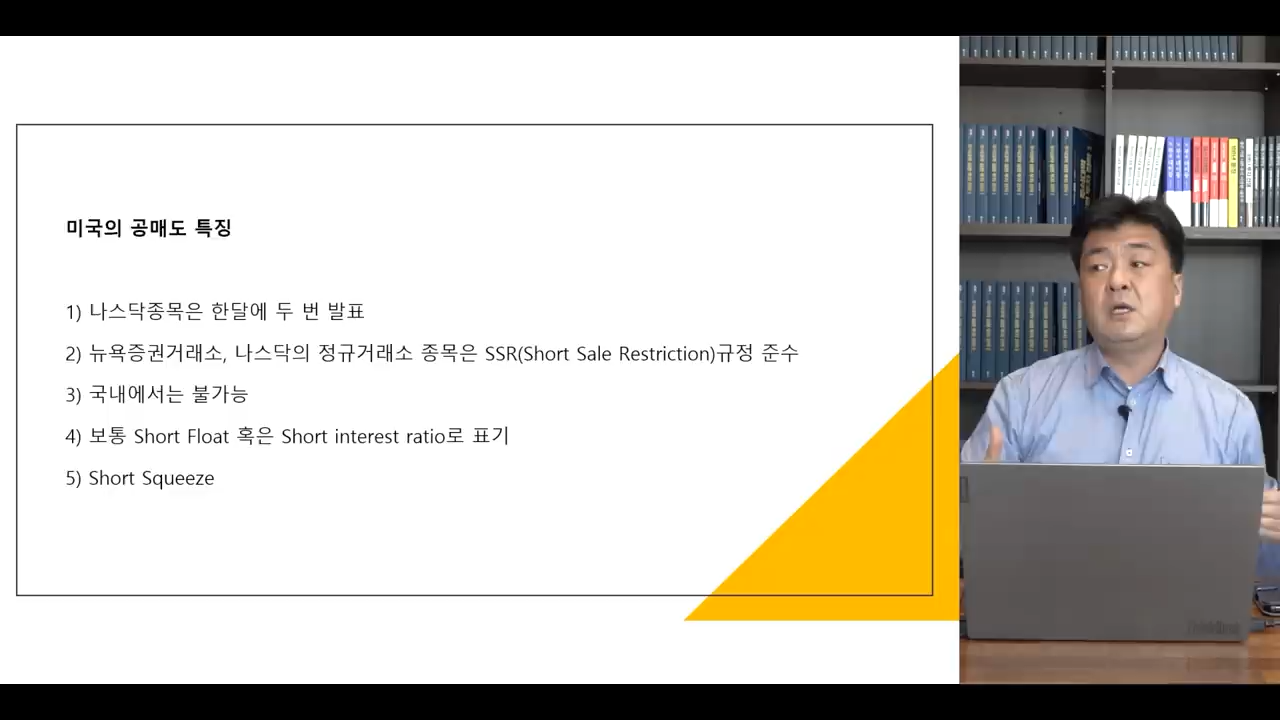 미국의 공매도 특징
1) 나스닥종목은 한달에 두 번 발표
2) 뉴욕증권거래소, 나스닥의 정규거래소 종목은 SSR(Short Sale Restriction)규정 준수
3) 국내에서는 불가능
4) 보통 Short Float 혹은 Short interest ratio로 표기
5) Short Squeeze